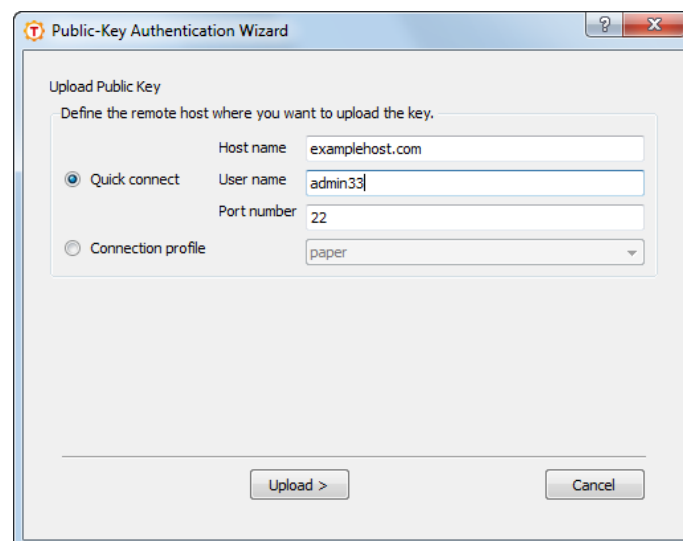 Public-Key Authentication Wizard
Upload Public Key
Define the remote host where you want to upload the key.
Host name examplehost.com
Quick connect User name admin33
Port number 22
Connection profile paper
Upload > Cancel